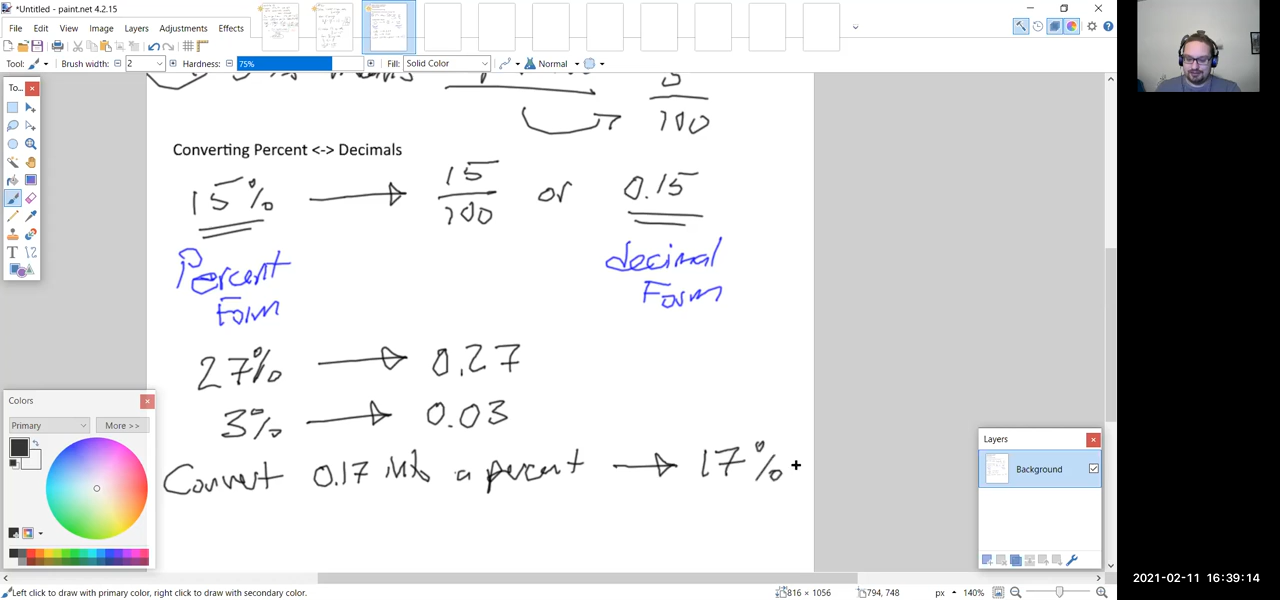 *Untitled - paint.net 4.2.15
File Edit View Image Layers Adjustments Effects
Tool: Brush width: 2 Hardness: 75% Fill: Solid Color Normal
To...
100
Converting Percent <-> Decimals
15% → 15/100 or 0.15
Percent Form
decimal Form
27% → 0.27
3% → 0.03
Convert 0.17 into a percent → 17%
Colors
Primary
More >>
Layers
Background
Left click to draw with primary color, right click to draw with secondary color.
816 × 1056
794, 748
px
140%
2021-02-11 16:39:14